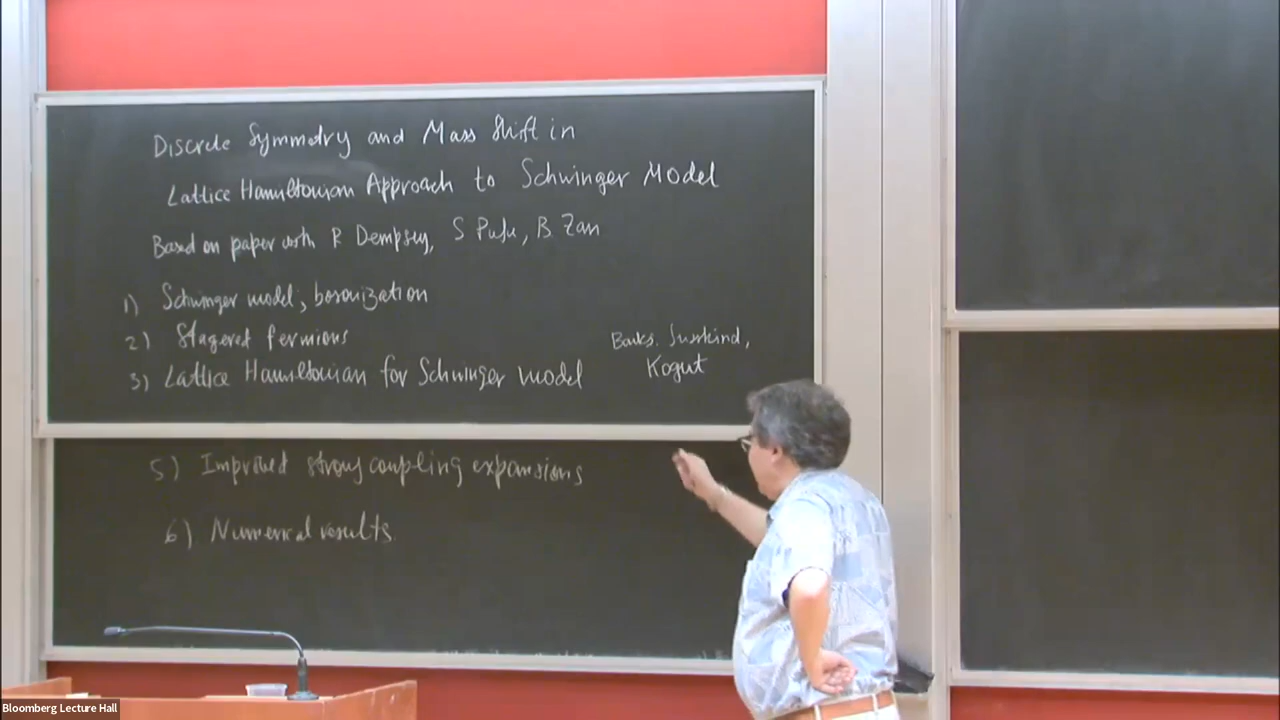 Discrete Symmetry and Mass Shift in
Lattice Hamiltonian Approach to Schwinger Model
Based on paper with R Dempsey, S Pufu, B Zan
1) Schwinger model, bosonization
2) Stagered fermions
3) Lattice Hamiltonian for Schwinger model
Banks, Susskind,
Kogut
5) Improved strong coupling expansions
6) Numerical results
Bloomberg Lecture Hall